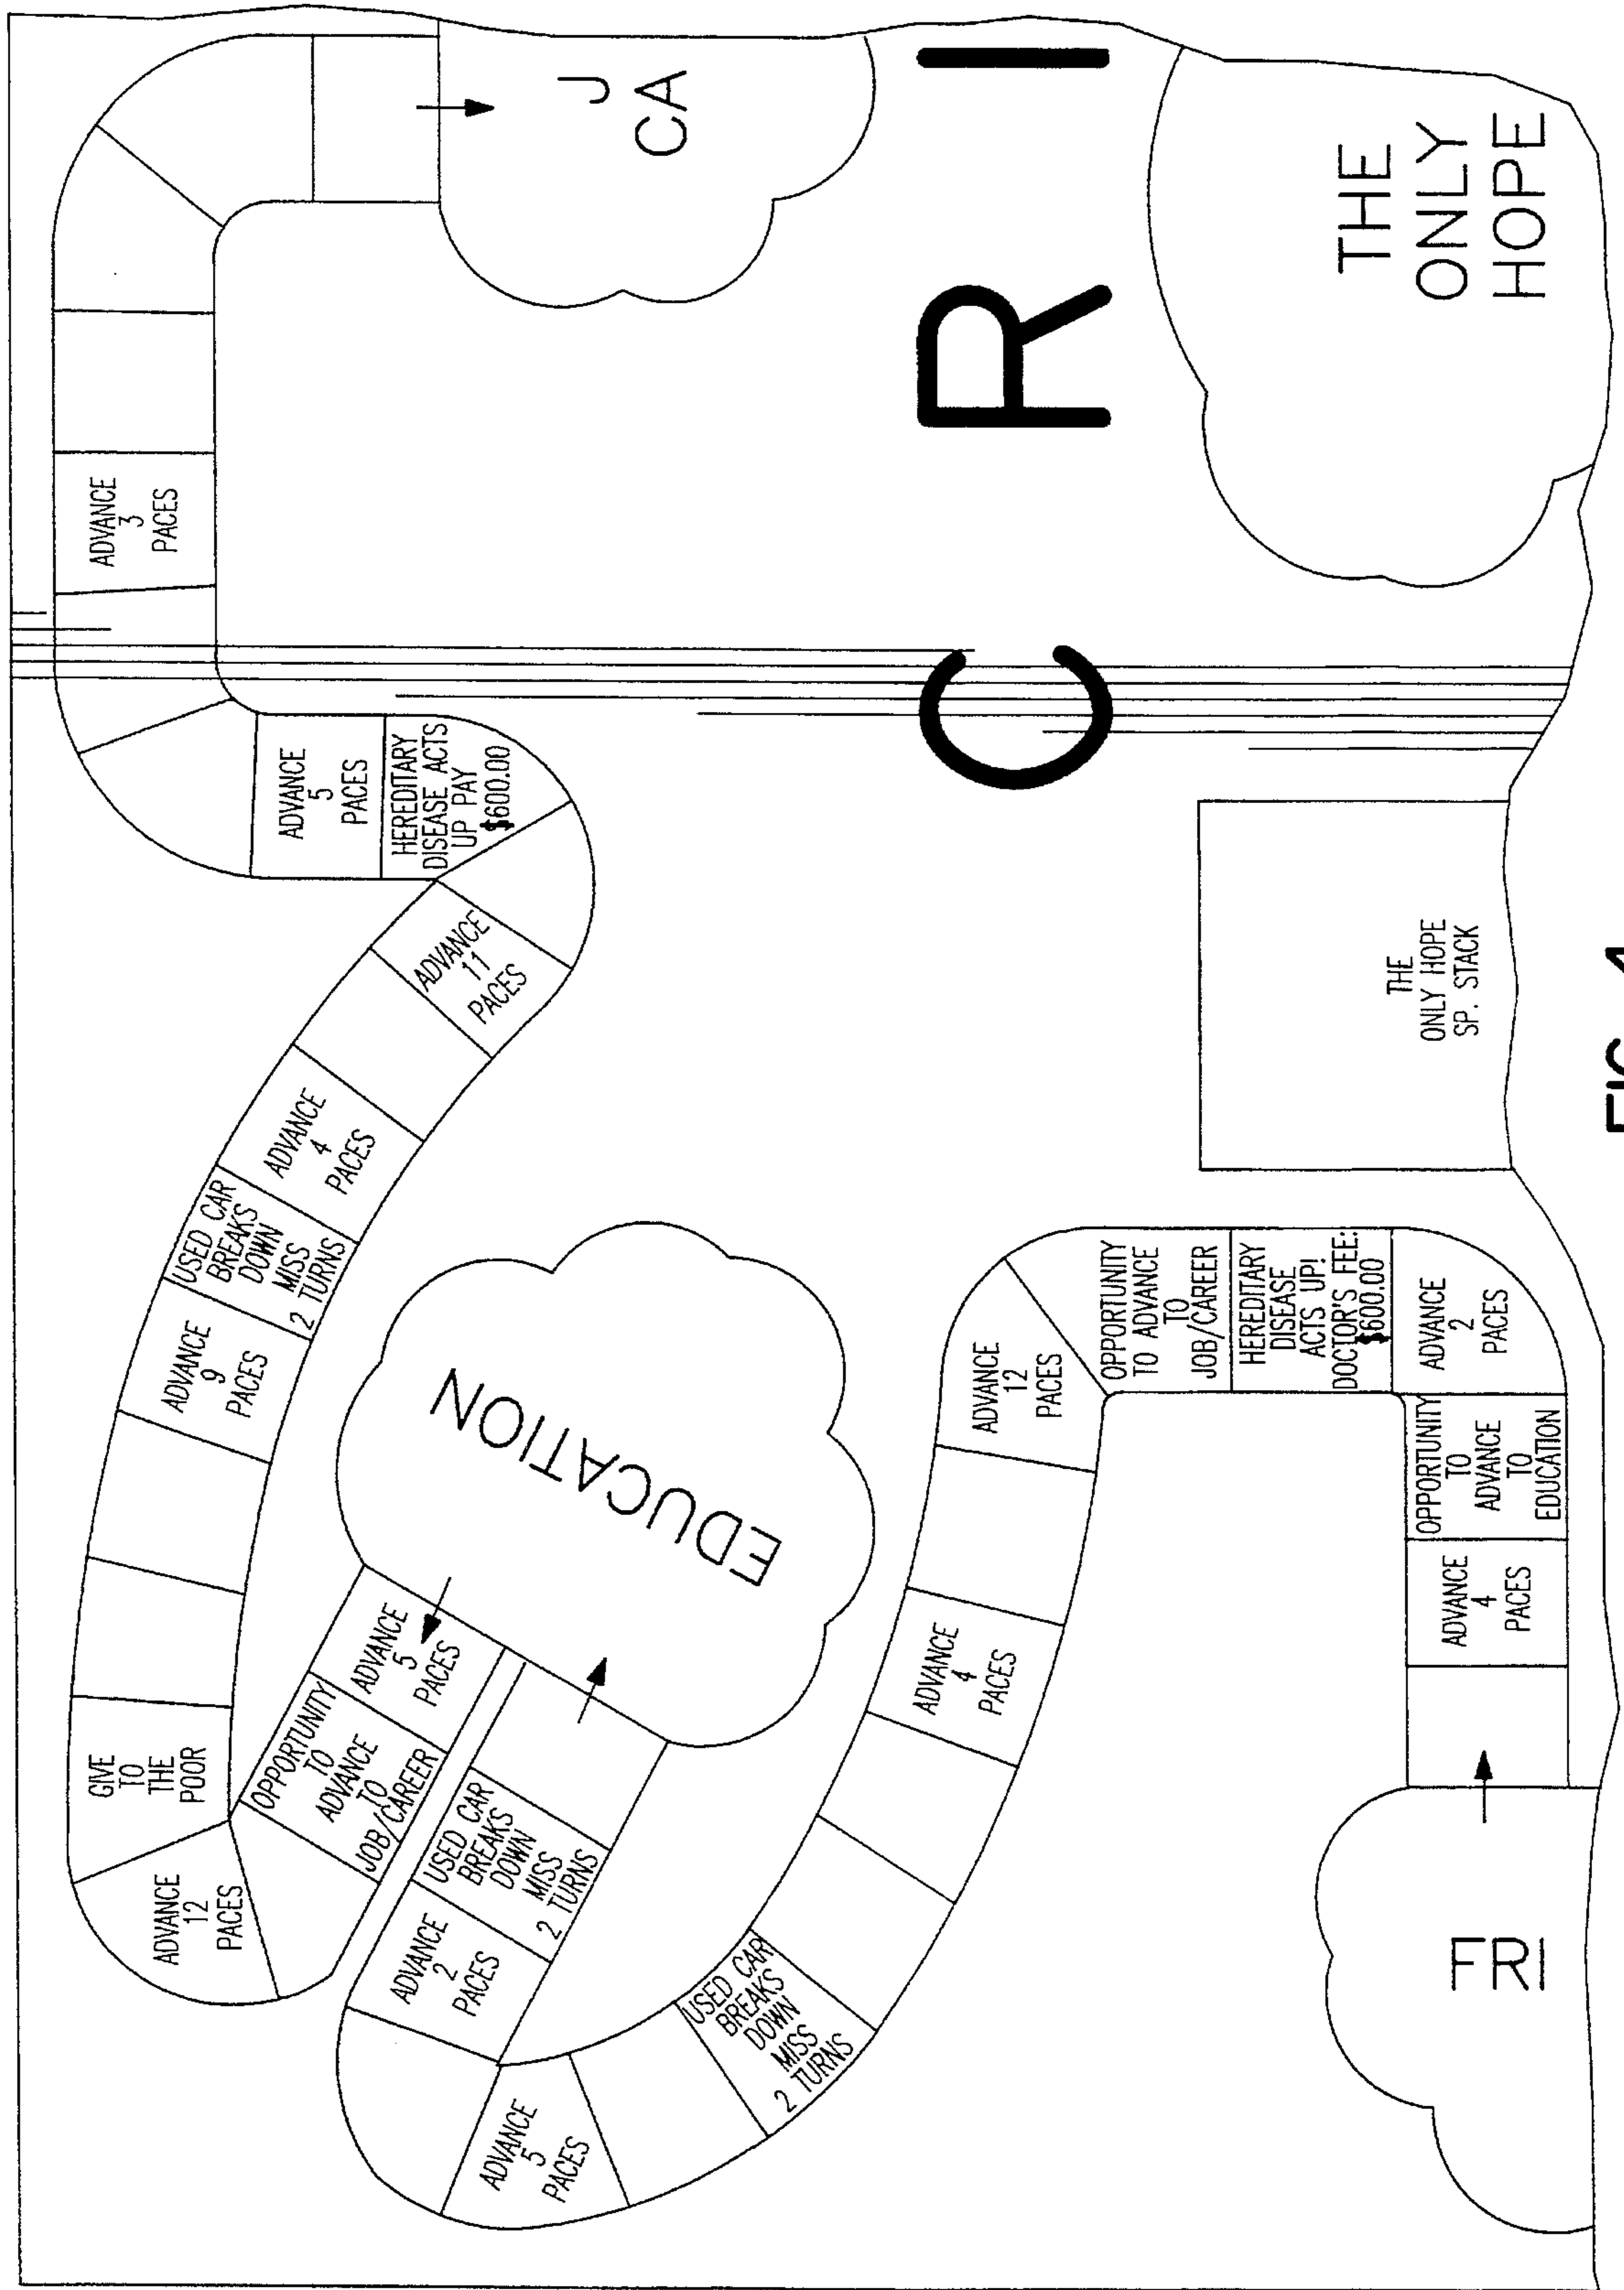 FRI
ADVANCE
4
PACES
OPPORTUNITY
TO
ADVANCE
TO
EDUCATION
ADVANCE
2
PACES
HEREDITARY
DISEASE
ACTS UP!
DOCTOR'S FEE:
$600.00
OPPORTUNITY
TO ADVANCE
TO
JOB/CAREER
ADVANCE
12
PACES
ADVANCE
4
PACES
USED CAR
BREAKS
DOWN
MISS
2 TURNS
ADVANCE
5
PACES
ADVANCE
2
PACES
USED CAR
BREAKS
DOWN
MISS
2 TURNS
EDUCATION
ADVANCE
5
PACES
OPPORTUNITY
TO
ADVANCE
TO
JOB/CAREER
ADVANCE
12
PACES
GIVE
TO
THE
POOR
ADVANCE
9
PACES
USED CAR
BREAKS
DOWN
MISS
2 TURNS
ADVANCE
4
PACES
ADVANCE
11
PACES
HEREDITARY
DISEASE ACTS
UP PAY
$600.00
ADVANCE
5
PACES
ADVANCE
3
PACES
J
CA
C R I
THE
ONLY
HOPE
THE
ONLY HOPE
SP. STACK